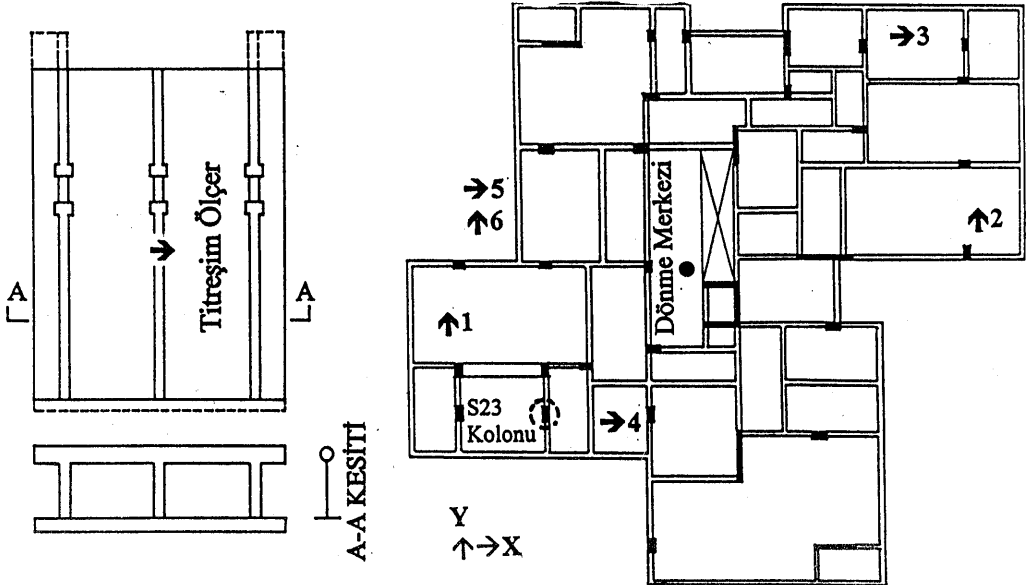 Titreşim Ölçer
A A
A-A KESİTİ
3
Dönme Merkezi
5
6
2
1
S23
Kolonu
4
Y
X